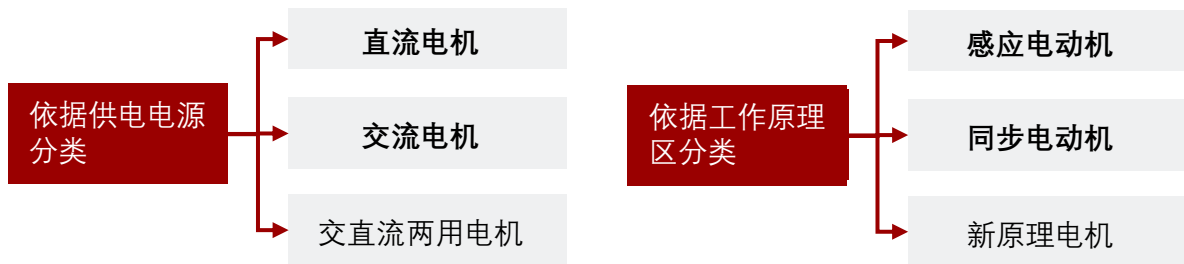 依据供电电源
分类
直流电机
交流电机
交直流两用电机
依据工作原理
区分类
感应电动机
同步电动机
新原理电机